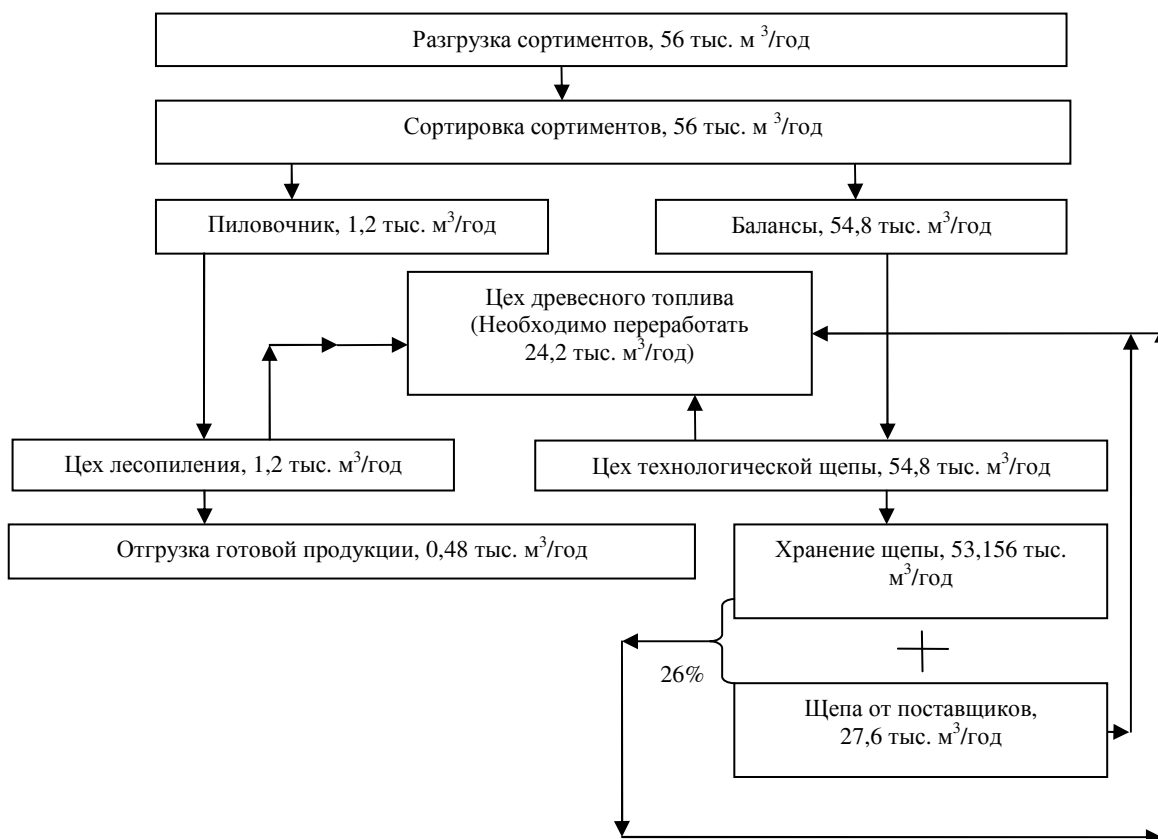 Разгрузка сортиментов, 56 тыс. м ³/год
Сортировка сортиментов, 56 тыс. м ³/год
Пиловочник, 1,2 тыс. м³/год
Балансы, 54,8 тыс. м³/год
Цех древесного топлива
(Необходимо переработать
24,2 тыс. м³/год)
Цех лесопиления, 1,2 тыс. м³/год
Цех технологической щепы, 54,8 тыс. м³/год
Отгрузка готовой продукции, 0,48 тыс. м³/год
Хранение щепы, 53,156 тыс.
м³/год
26%
Щепа от поставщиков,
27,6 тыс. м³/год